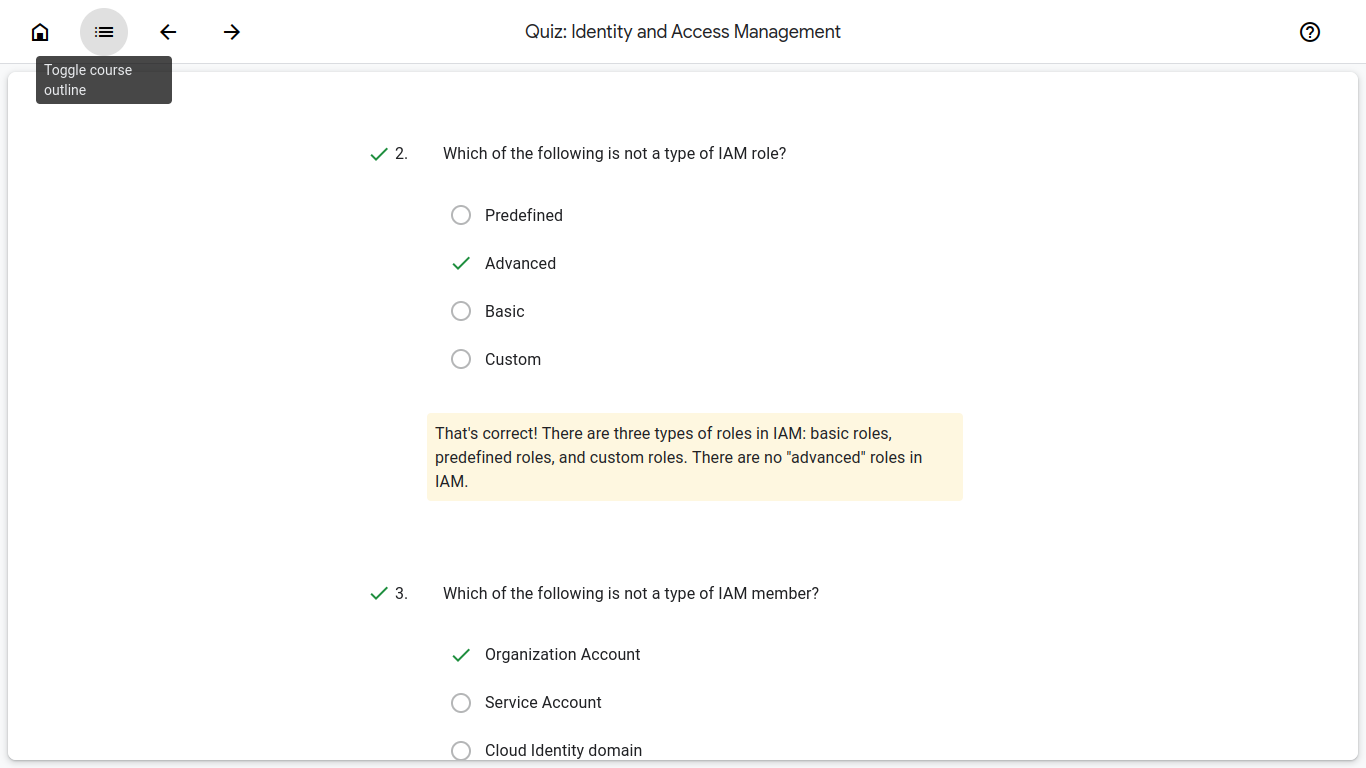 Quiz: Identity and Access Management
Toggle course
outline
2. Which of the following is not a type of IAM role?
Predefined
Advanced
Basic
Custom
That's correct! There are three types of roles in IAM: basic roles,
predefined roles, and custom roles. There are no "advanced" roles in
IAM.
3. Which of the following is not a type of IAM member?
Organization Account
Service Account
Cloud Identity domain